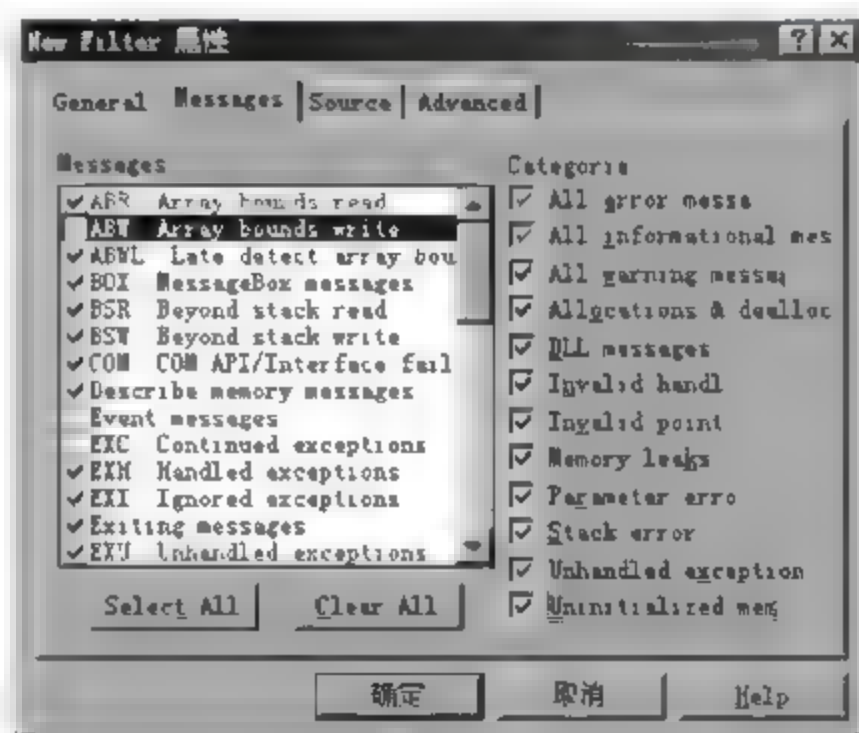 New Filter 属性
General Messages Source Advanced
Messages
ABR Array bounds read
ABW Array bounds write
ABWL Late detect array bou
BOX MessageBox messages
BSR Beyond stack read
BSW Beyond stack write
COM COM API/Interface fail
Describe memory messages
Event messages
EXC Continued exceptions
EXH Handled exceptions
EXI Ignored exceptions
Exiting messages
EXU Unhandled exceptions
Select All
Clear All
Categorie
All error messa
All informational mes
All warning messag
Allocations & dealloc
DLL messages
Invalid handl
Invalid point
Memory leaks
Parameter erro
Stack error
Unhandled exception
Uninitialized mem
确定
取消
Help